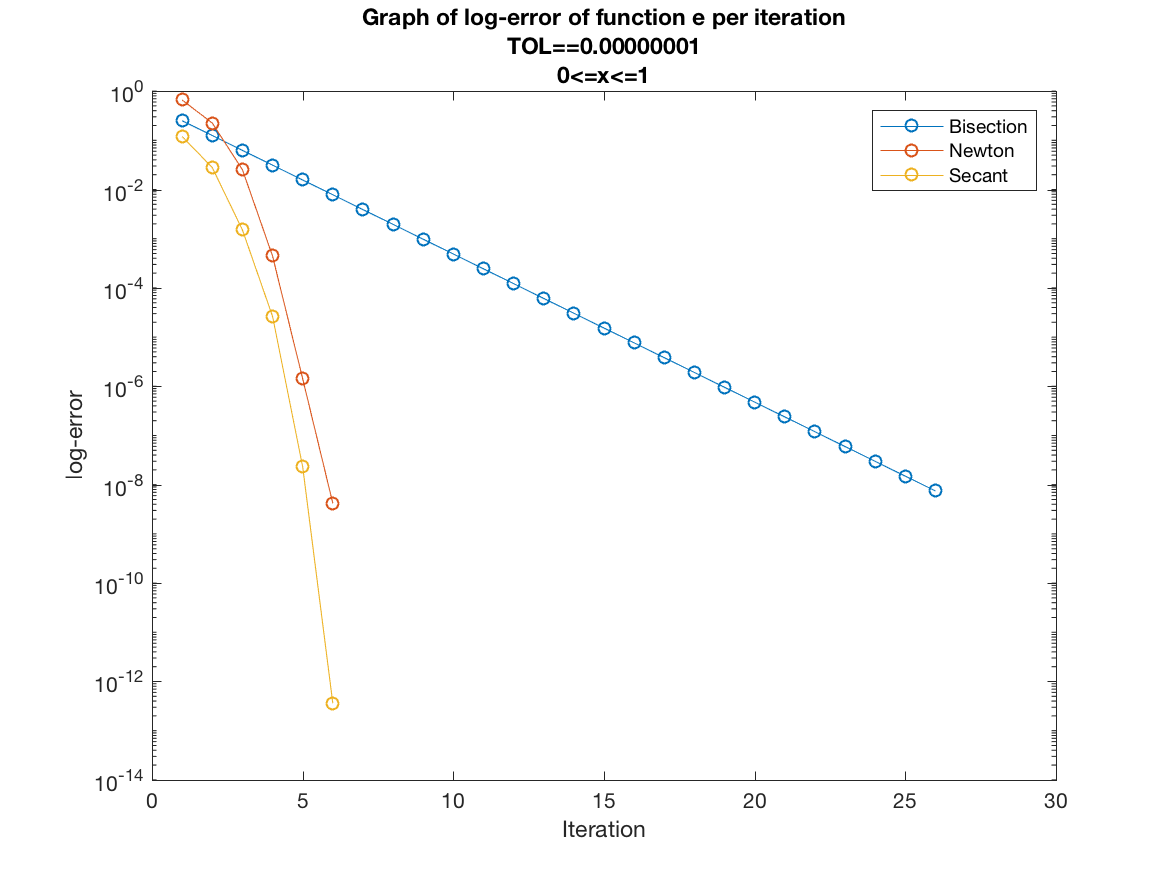 Graph of log-error of function e per iteration
TOL==0.00000001
0<=x<=1
10^0
10^-2
10^-4
10^-6
10^-8
10^-10
10^-12
10^-14
log-error
Bisection
Newton
Secant
0 5 10 15 20 25 30
Iteration